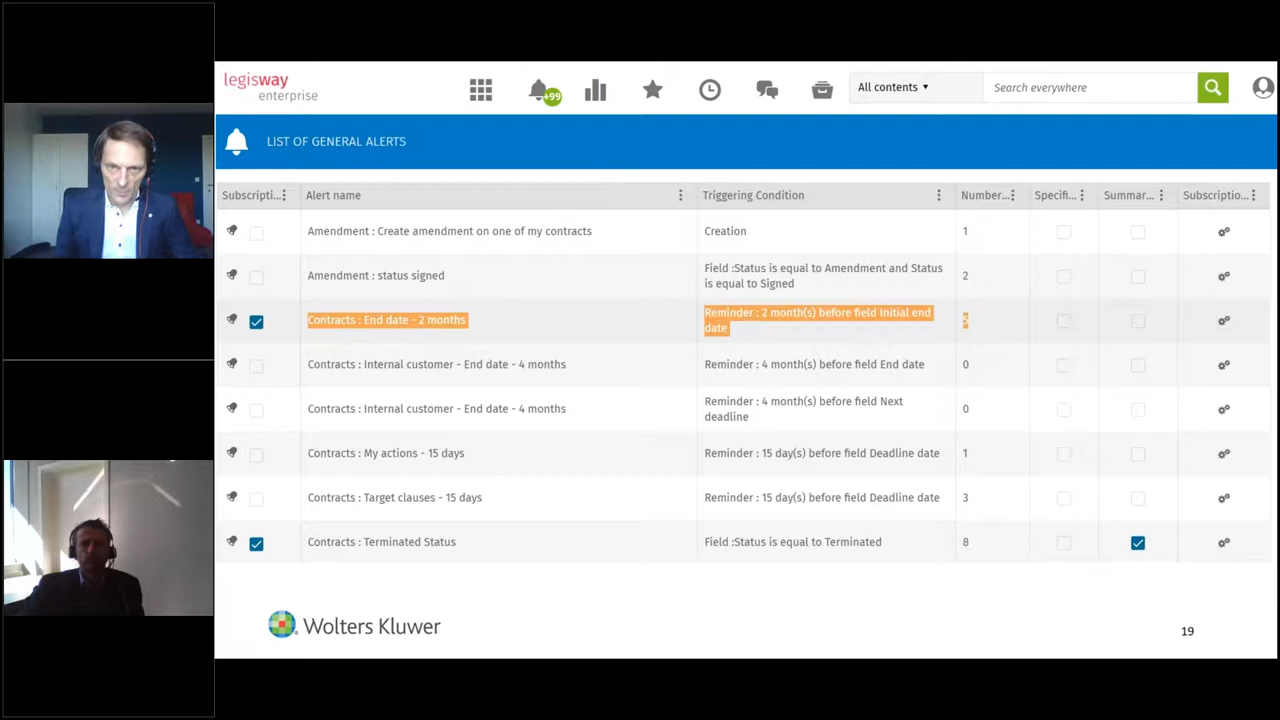 legisway
enterprise
+99
All contents
Search everywhere
LIST OF GENERAL ALERTS
Subscripti...
Alert name
Triggering Condition
Number...
Specifi...
Summar...
Subscriptio...
Amendment : Create amendment on one of my contracts
Creation
1
Amendment : status signed
Field :Status is equal to Amendment and Status
is equal to Signed
2
Contracts : End date - 2 months
Reminder : 2 month(s) before field Initial end
date
Contracts : Internal customer - End date - 4 months
Reminder : 4 month(s) before field End date
0
Contracts : Internal customer - End date - 4 months
Reminder : 4 month(s) before field Next
deadline
0
Contracts : My actions - 15 days
Reminder : 15 day(s) before field Deadline date
1
Contracts : Target clauses - 15 days
Reminder : 15 day(s) before field Deadline date
3
Contracts : Terminated Status
Field :Status is equal to Terminated
8
Wolters Kluwer
19